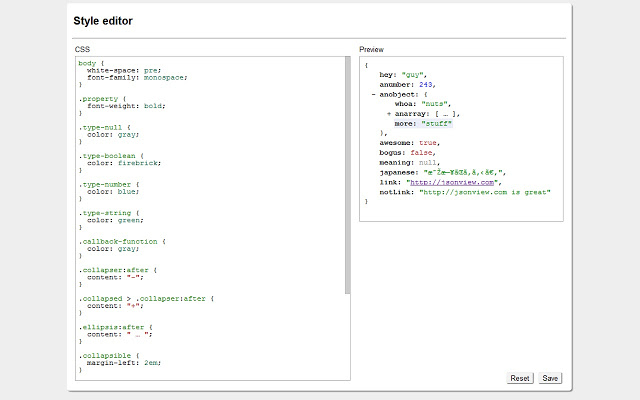 Style editor
CSS
body {
white-space: pre;
font-family: monospace;
}
.property {
font-weight: bold;
}
.type-null {
color: gray;
}
.type-boolean {
color: firebrick;
}
.type-number {
color: blue;
}
.type-string {
color: green;
}
.callback-function {
color: gray;
}
.collapser:after {
content: "-";
}
.collapsed > .collapser:after {
content: "+";
}
.ellipsis:after {
content: " … ";
}
.collapsible {
margin-left: 2em;
}
Preview
{
hey: "guy",
anumber: 243,
- anobject: {
whoa: "nuts",
+ anarray: [ … ],
more: "stuff"
},
awesome: true,
bogus: false,
meaning: null,
japanese:
link: "http://jsonview.com",
notLink: "http://jsonview.com is great"
}
Reset Save